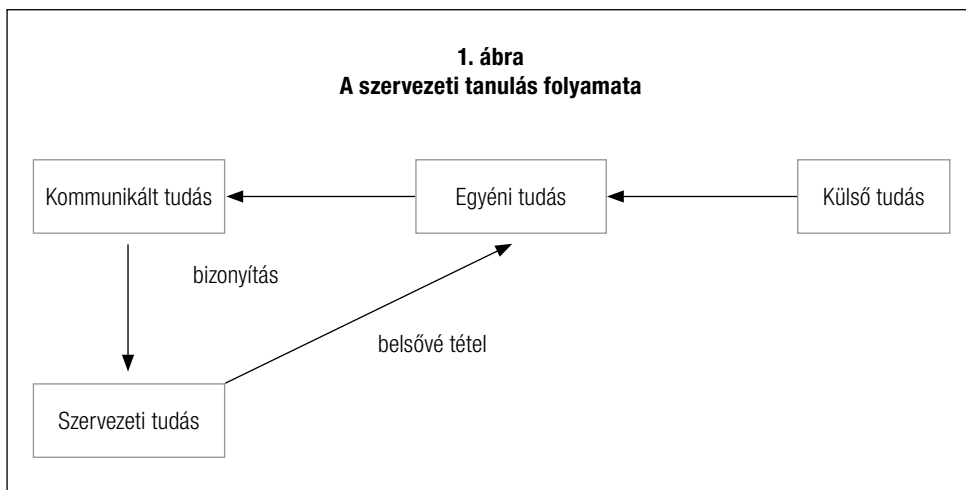 1. ábra
A szervezeti tanulás folyamata
Kommunikált tudás
Egyéni tudás
Külső tudás
bizonyítás
belsővé tétel
Szervezeti tudás